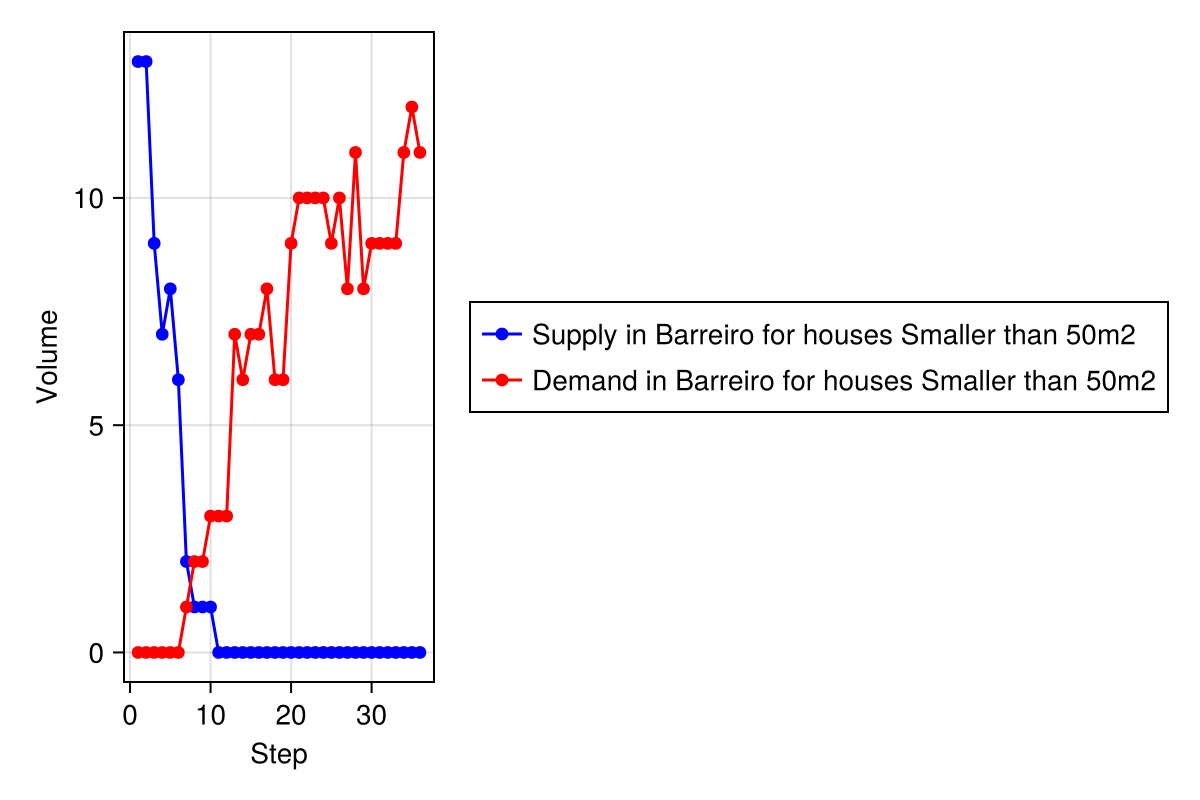 10
5
0
Volume
0 10 20 30
Step
Supply in Barreiro for houses Smaller than 50m2
Demand in Barreiro for houses Smaller than 50m2